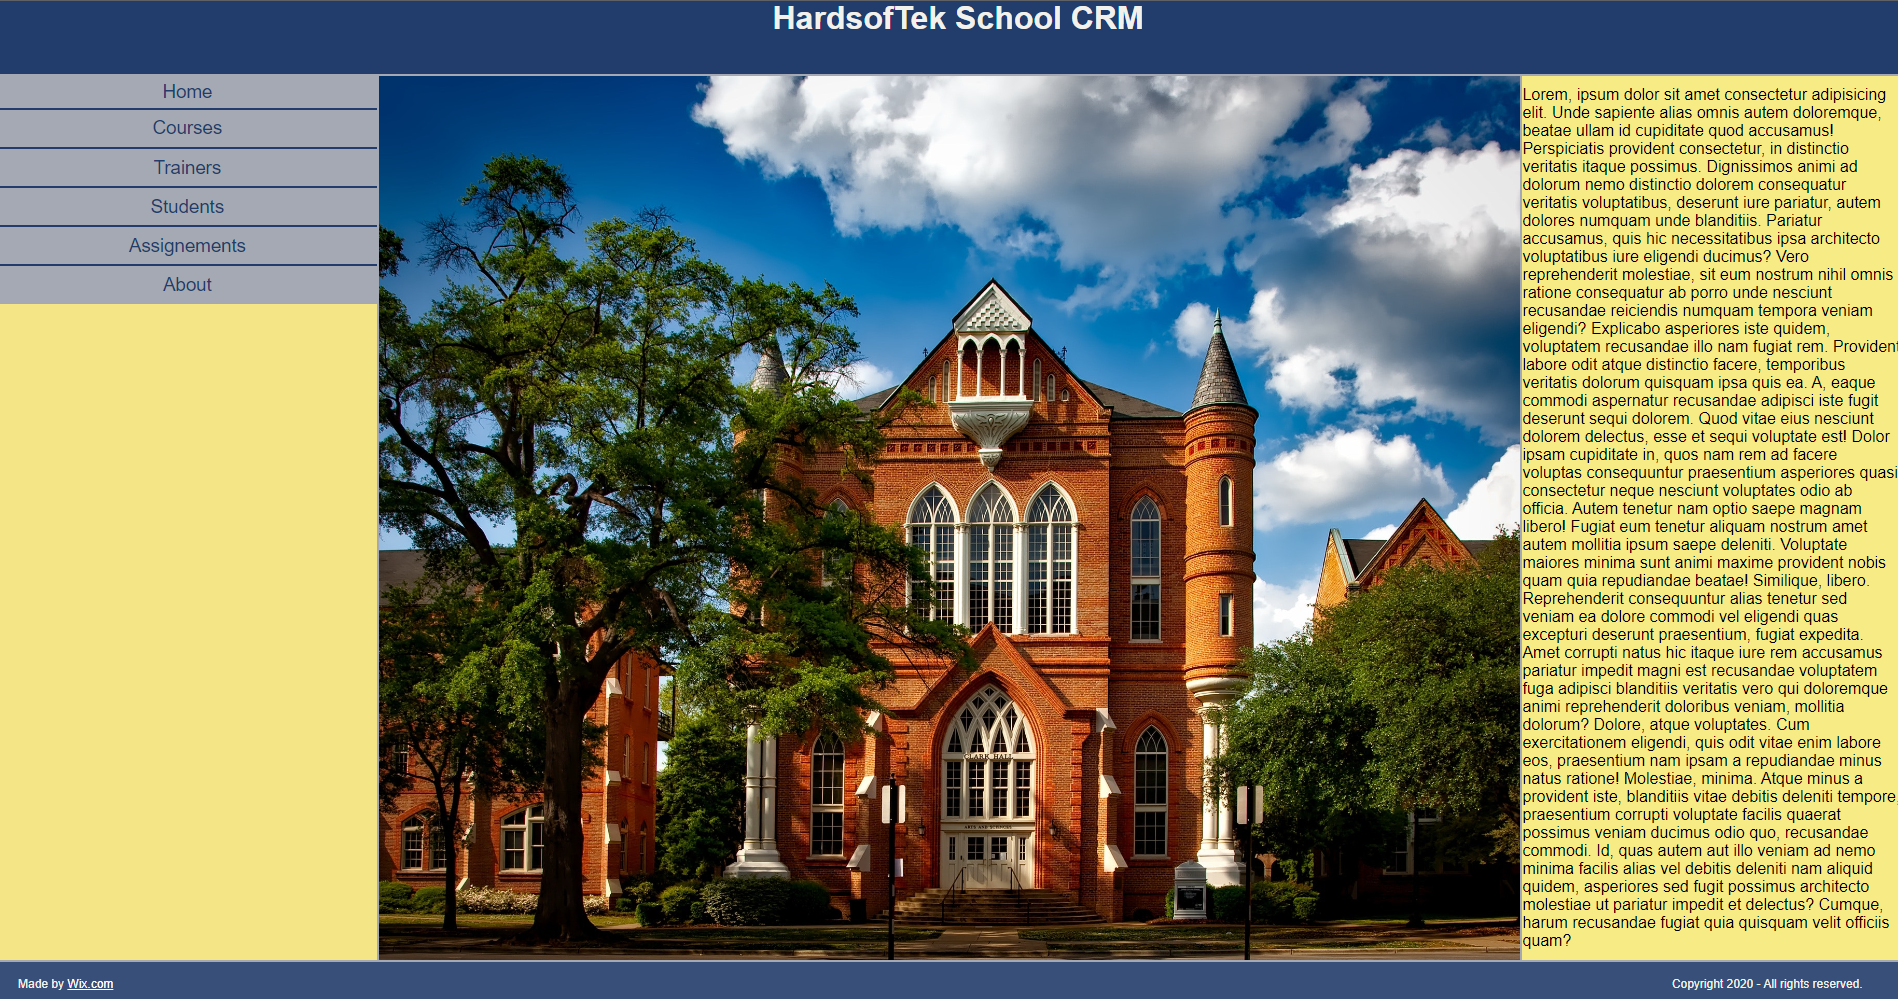 HardsofTek School CRM
Home
Courses
Trainers
Students
Assignements
About
CLARK HALL
ARTS AND SCIENCES
Lorem, ipsum dolor sit amet consectetur adipisicing
elit. Unde sapiente alias omnis autem doloremque,
beatae ullam id cupiditate quod accusamus!
Perspiciatis provident consectetur, in distinctio
veritatis itaque possimus. Dignissimos animi ad
dolorum nemo distinctio dolorem consequatur
veritatis voluptatibus, deserunt iure pariatur, autem
dolores numquam unde blanditiis. Pariatur
accusamus, quis hic necessitatibus ipsa architecto
voluptatibus iure eligendi ducimus? Vero
reprehenderit molestiae, sit eum nostrum nihil omnis
ratione consequatur ab porro unde nesciunt
recusandae reiciendis numquam tempora veniam
eligendi? Explicabo asperiores iste quidem,
voluptatem recusandae illo nam fugiat rem. Provident
labore odit atque distinctio facere, temporibus
veritatis dolorum quisquam ipsa quis ea. A, eaque
commodi aspernatur recusandae adipisci iste fugit
deserunt sequi dolorem. Quod vitae eius nesciunt
dolorem delectus, esse et sequi voluptate est! Dolor
ipsam cupiditate in, quos nam rem ad facere
voluptas consequuntur praesentium asperiores quasi
consectetur neque nesciunt voluptates odio ab
officia. Autem tenetur nam optio saepe magnam
libero! Fugiat eum tenetur aliquam nostrum amet
autem mollitia ipsum saepe deleniti. Voluptate
maiores minima sunt animi maxime provident nobis
quam quia repudiandae beatae! Similique, libero.
Reprehenderit consequuntur alias tenetur sed
veniam ea dolore commodi vel eligendi quas
excepturi deserunt praesentium, fugiat expedita.
Amet corrupti natus hic itaque iure rem accusamus
pariatur impedit magni est recusandae voluptatem
fuga adipisci blanditiis veritatis vero qui doloremque
animi reprehenderit doloribus veniam, mollitia
dolorum? Dolore, atque voluptates. Cum
exercitationem eligendi, quis odit vitae enim labore
eos, praesentium nam ipsam a repudiandae minus
natus ratione! Molestiae, minima. Atque minus a
provident iste, blanditiis vitae debitis deleniti tempore,
praesentium corrupti voluptate facilis quaerat
possimus veniam ducimus odio quo, recusandae
commodi. Id, quas autem aut illo veniam ad nemo
minima facilis alias vel debitis deleniti nam aliquid
quidem, asperiores sed fugit possimus architecto
molestiae ut pariatur impedit et delectus? Cumque,
harum recusandae fugiat quia quisquam velit officiis
quam?
Made by Wix.com
Copyright 2020 - All rights reserved.